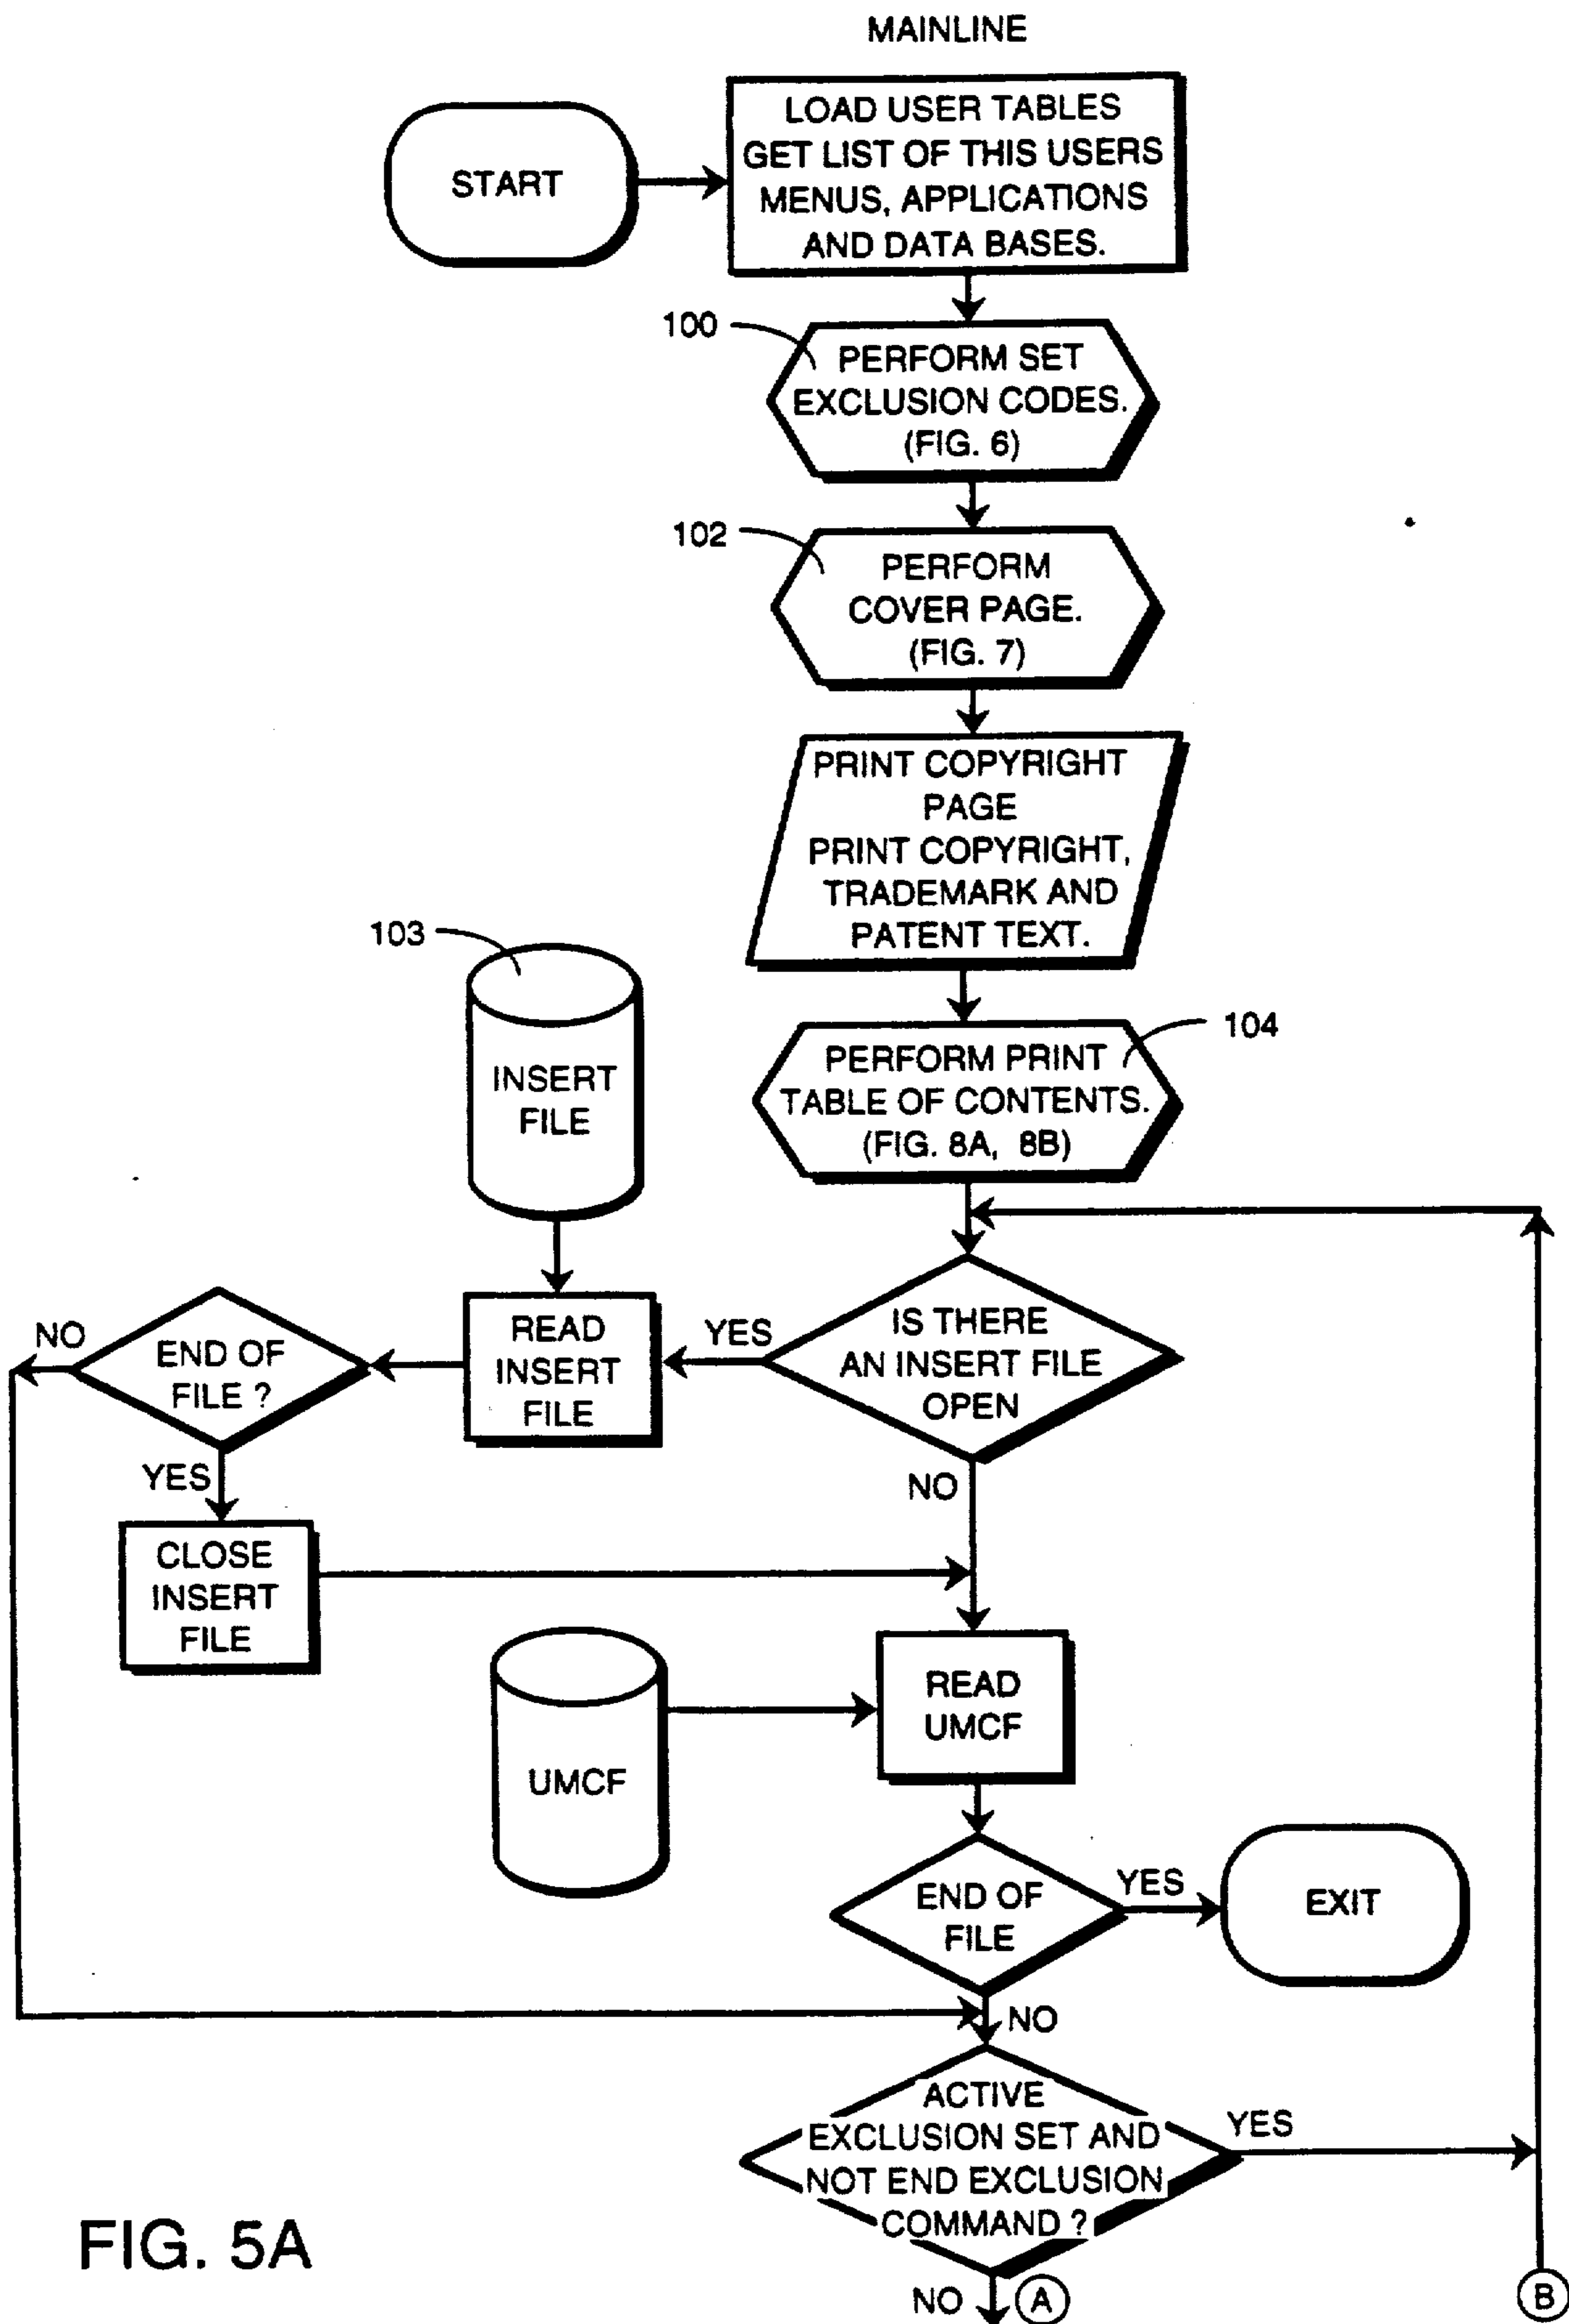 MAINLINE
START
LOAD USER TABLES
GET LIST OF THIS USERS
MENUS, APPLICATIONS
AND DATA BASES.
100
PERFORM SET
EXCLUSION CODES.
(FIG. 6)
102
PERFORM
COVER PAGE.
(FIG. 7)
PRINT COPYRIGHT
PAGE
PRINT COPYRIGHT,
TRADEMARK AND
PATENT TEXT.
103
INSERT
FILE
104
PERFORM PRINT
TABLE OF CONTENTS.
(FIG. 8A, 8B)
IS THERE
AN INSERT FILE
OPEN
YES
READ
INSERT
FILE
END OF
FILE ?
NO
YES
CLOSE
INSERT
FILE
NO
UMCF
READ
UMCF
END OF
FILE
YES
EXIT
NO
ACTIVE
EXCLUSION SET AND
NOT END EXCLUSION
COMMAND ?
YES
NO
A
B
FIG. 5A